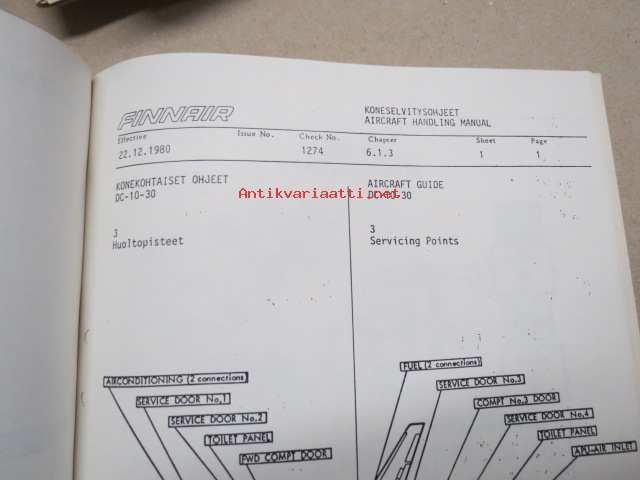 FINNAIR
KONESELVITYSOHJEET
AIRCRAFT HANDLING MANUAL
Effective Issue No. Check No. Chapter Sheet Page
22.12.1980 1274 6.1.3 1 1
KONEKOHTAISET OHJEET
DC-10-30
AIRCRAFT GUIDE
DC-10-30
Antikvariaatti.net
3
Huoltopisteet
3
Servicing Points
AIRCONDITIONING (2 connections)
SERVICE DOOR No.1
SERVICE DOOR No.2
TOILET PANEL
FWD COMPT DOOR
FUEL (2 connections)
SERVICE DOOR No.3
COMPT No.3 DOOR
SERVICE DOOR No.4
TOILET PANEL
APU-AIR INLET